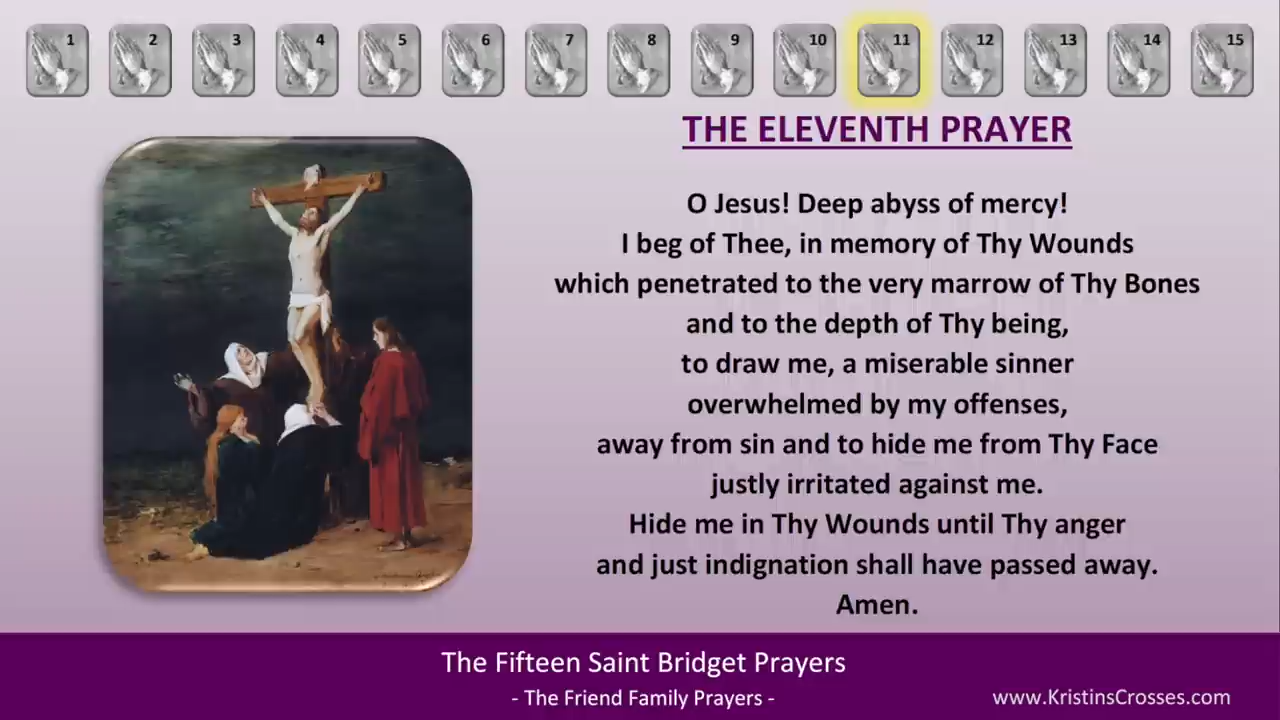 1 2 3 4 5 6 7 8 9 10 11 12 13 14 15
THE ELEVENTH PRAYER
O Jesus! Deep abyss of mercy!
I beg of Thee, in memory of Thy Wounds
which penetrated to the very marrow of Thy Bones
and to the depth of Thy being,
to draw me, a miserable sinner
overwhelmed by my offenses,
away from sin and to hide me from Thy Face
justly irritated against me.
Hide me in Thy Wounds until Thy anger
and just indignation shall have passed away.
Amen.
The Fifteen Saint Bridget Prayers
- The Friend Family Prayers -
www.KristinsCrosses.com